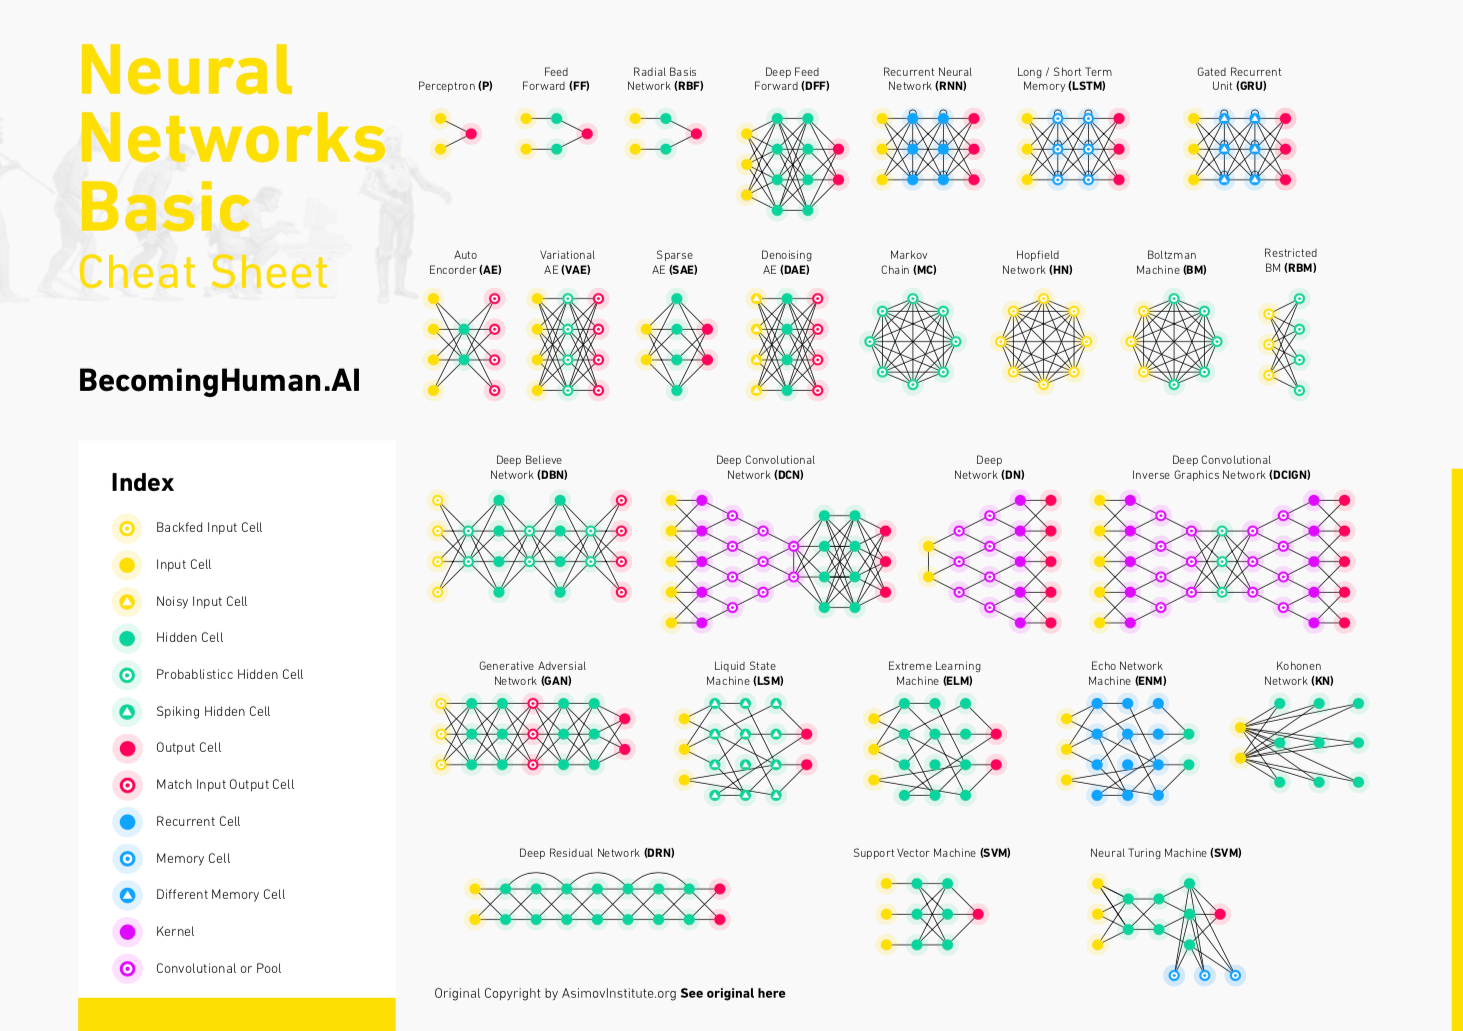 Neural
Networks
Basic
Cheat Sheet
BecomingHuman.AI
Index
Backfed Input Cell
Input Cell
Noisy Input Cell
Hidden Cell
Probablisticc Hidden Cell
Spiking Hidden Cell
Output Cell
Match Input Output Cell
Recurrent Cell
Memory Cell
Different Memory Cell
Kernel
Convolutional or Pool
Perceptron (P)
Feed
Forward (FF)
Radial Basis
Network (RBF)
Deep Feed
Forward (DFF)
Recurrent Neural
Network (RNN)
Long / Short Term
Memory (LSTM)
Gated Recurrent
Unit (GRU)
Auto
Encorder (AE)
Variational
AE (VAE)
Sparse
AE (SAE)
Denoising
AE (DAE)
Markov
Chain (MC)
Hopfield
Network (HN)
Boltzman
Machine (BM)
Restricted
BM (RBM)
Deep Believe
Network (DBN)
Deep Convolutional
Network (DCN)
Deep
Network (DN)
Deep Convolutional
Inverse Graphics Network (DCIGN)
Generative Adversial
Network (GAN)
Liquid State
Machine (LSM)
Extreme Learning
Machine (ELM)
Echo Network
Machine (ENM)
Kohonen
Network (KN)
Deep Residual Network (DRN)
Support Vector Machine (SVM)
Neural Turing Machine (SVM)
Original Copyright by AsimovInstitute.org See original here